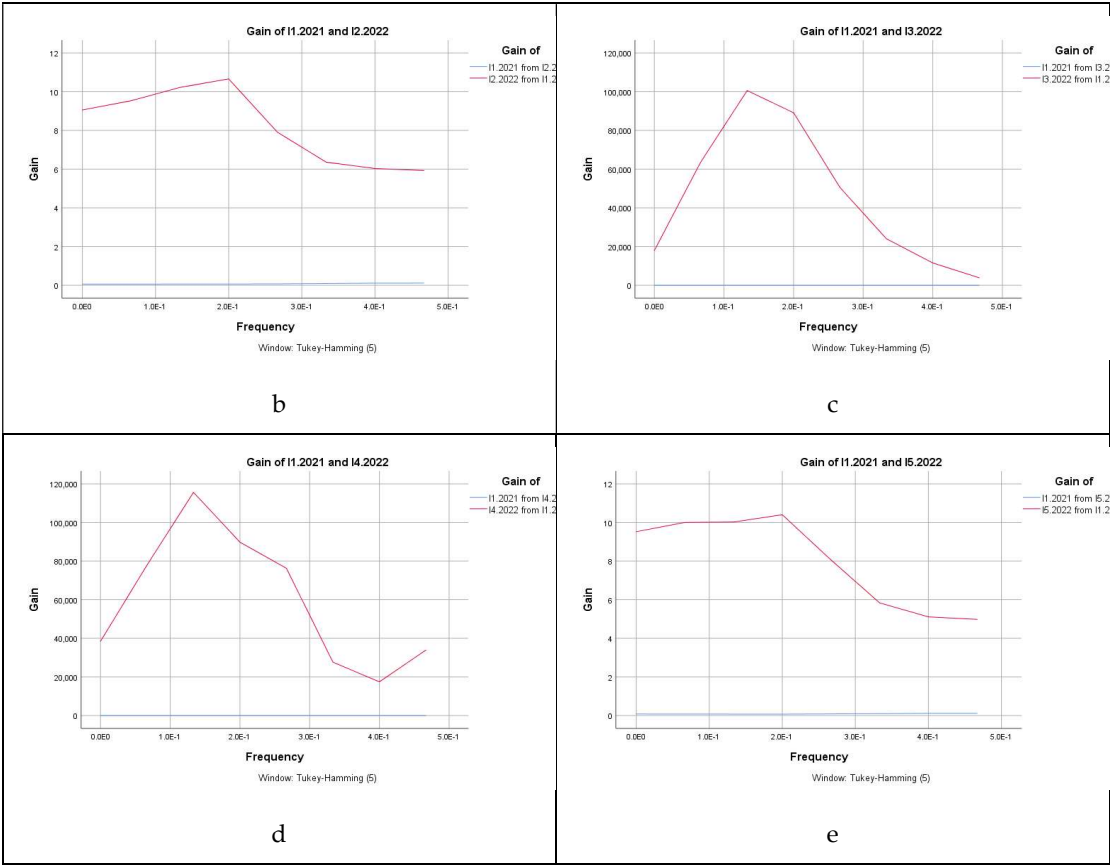 Gain of I1.2021 and I2.2022
Gain of
I1.2021 from I2.2
I2.2022 from I1.2
12
10
8
6
4
2
0
Gain
0.0E0 1.0E-1 2.0E-1 3.0E-1 4.0E-1 5.0E-1
Frequency
Window: Tukey-Hamming (5)
b
Gain of I1.2021 and I3.2022
Gain of
I1.2021 from I3.2
I3.2022 from I1.2
120,000
100,000
80,000
60,000
40,000
20,000
0
Gain
0.0E0 1.0E-1 2.0E-1 3.0E-1 4.0E-1 5.0E-1
Frequency
Window: Tukey-Hamming (5)
c
Gain of I1.2021 and I4.2022
Gain of
I1.2021 from I4.2
I4.2022 from I1.2
120,000
100,000
80,000
60,000
40,000
20,000
0
Gain
0.0E0 1.0E-1 2.0E-1 3.0E-1 4.0E-1 5.0E-1
Frequency
Window: Tukey-Hamming (5)
d
Gain of I1.2021 and I5.2022
Gain of
I1.2021 from I5.2
I5.2022 from I1.2
12
10
8
6
4
2
0
Gain
0.0E0 1.0E-1 2.0E-1 3.0E-1 4.0E-1 5.0E-1
Frequency
Window: Tukey-Hamming (5)
e